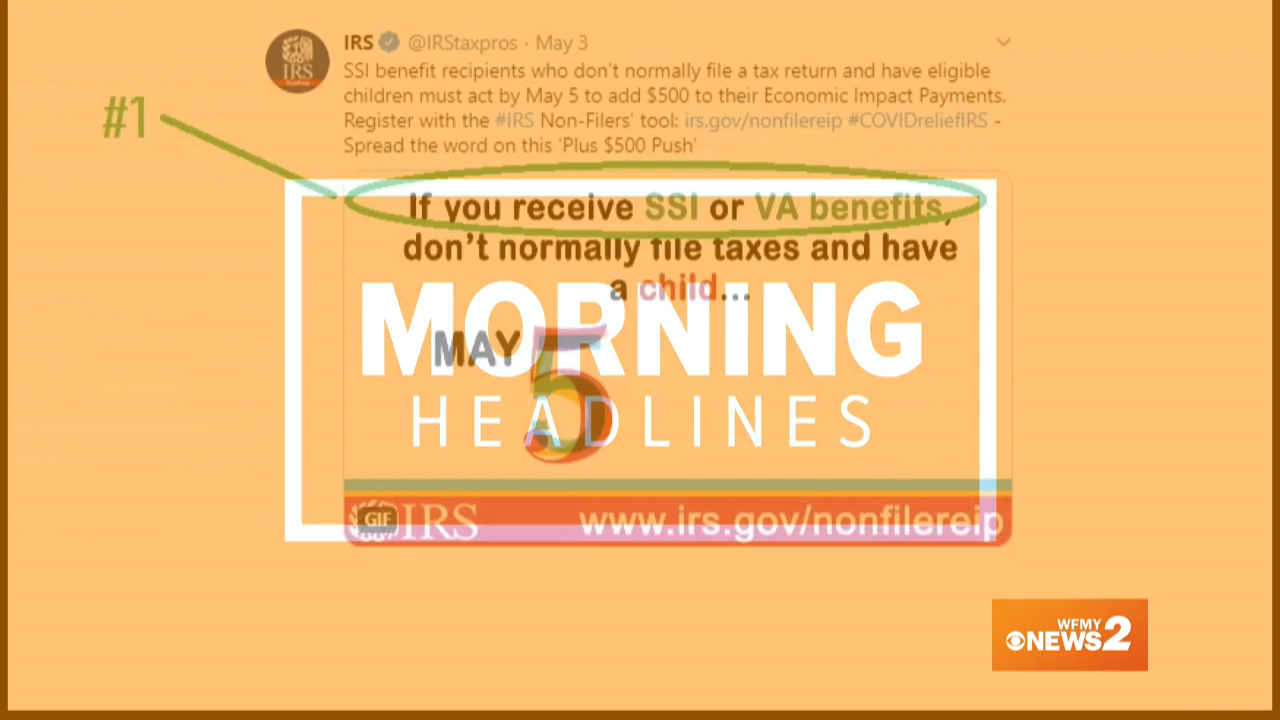 IRS @IRStaxpros · May 3
SSI benefit recipients who don't normally file a tax return and have eligible
children must act by May 5 to add $500 to their Economic Impact Payments.
Register with the #IRS Non-Filers' tool: irs.gov/nonfilereip #COVIDreliefIRS -
Spread the word on this 'Plus $500 Push'
#1
If you receive SSI or VA benefits,
don't normally file taxes and have
a child...
MORNING
MAY 5
HEADLINES
GIF IRS www.irs.gov/nonfilereip
WFMY
NEWS 2